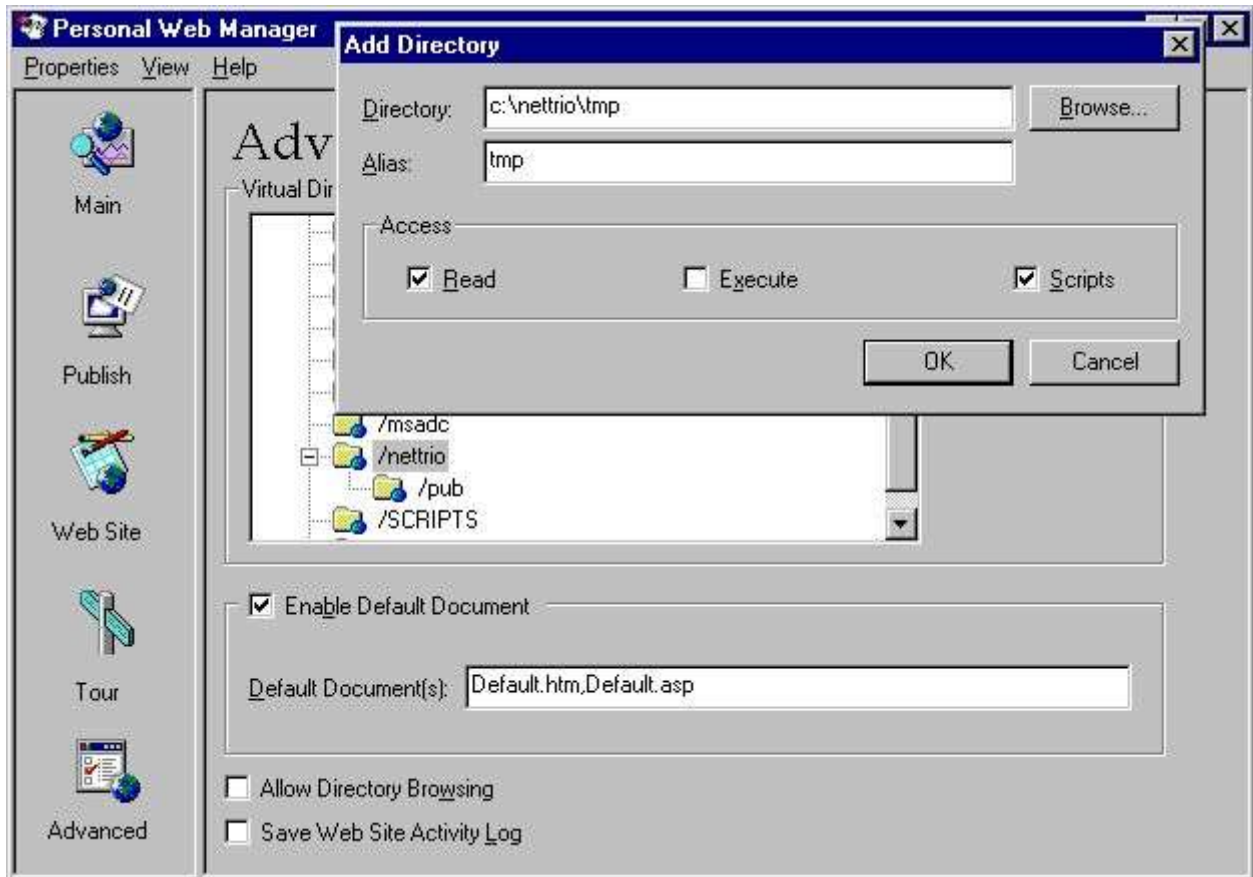 Personal Web Manager
Properties View Help
Add Directory
Directory: c:\nettrio\tmp Browse...
Alias: tmp
Access
Read Execute Scripts
OK Cancel
Main
Publish
Web Site
Tour
Advanced
Adv
Virtual Dir
/msadc
/nettrio
/pub
/SCRIPTS
Enable Default Document
Default Document(s): Default.htm,Default.asp
Allow Directory Browsing
Save Web Site Activity Log